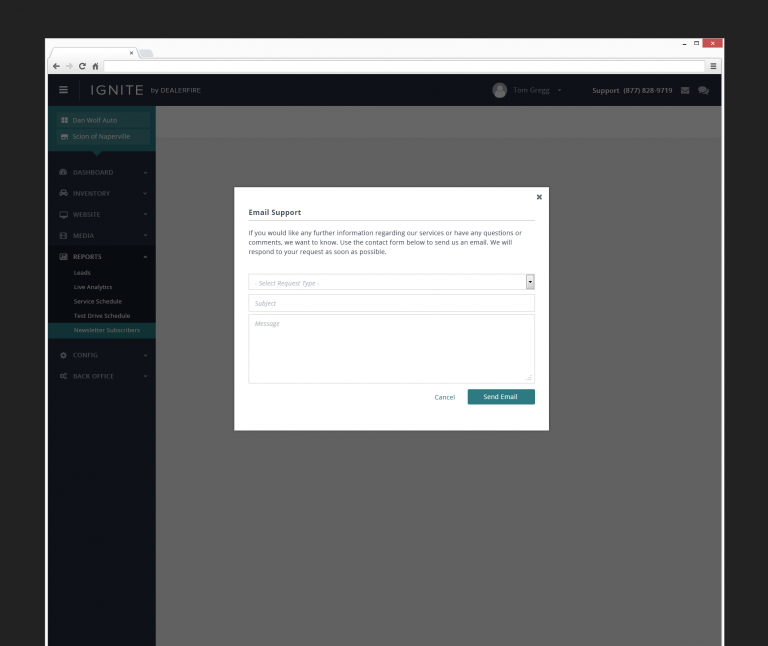 IGNITE by DEALERFIRE
Tom Gregg
Support (877) 828-9719
Dan Wolf Auto
Scion of Naperville
DASHBOARD
INVENTORY
WEBSITE
MEDIA
REPORTS
Leads
Live Analytics
Service Schedule
Test Drive Schedule
Newsletter Subscribers
CONFIG
BACK OFFICE
Email Support
If you would like any further information regarding our services or have any questions or
comments, we want to know. Use the contact form below to send us an email. We will
respond to your request as soon as possible.
- Select Request Type -
Subject
Message
Cancel
Send Email